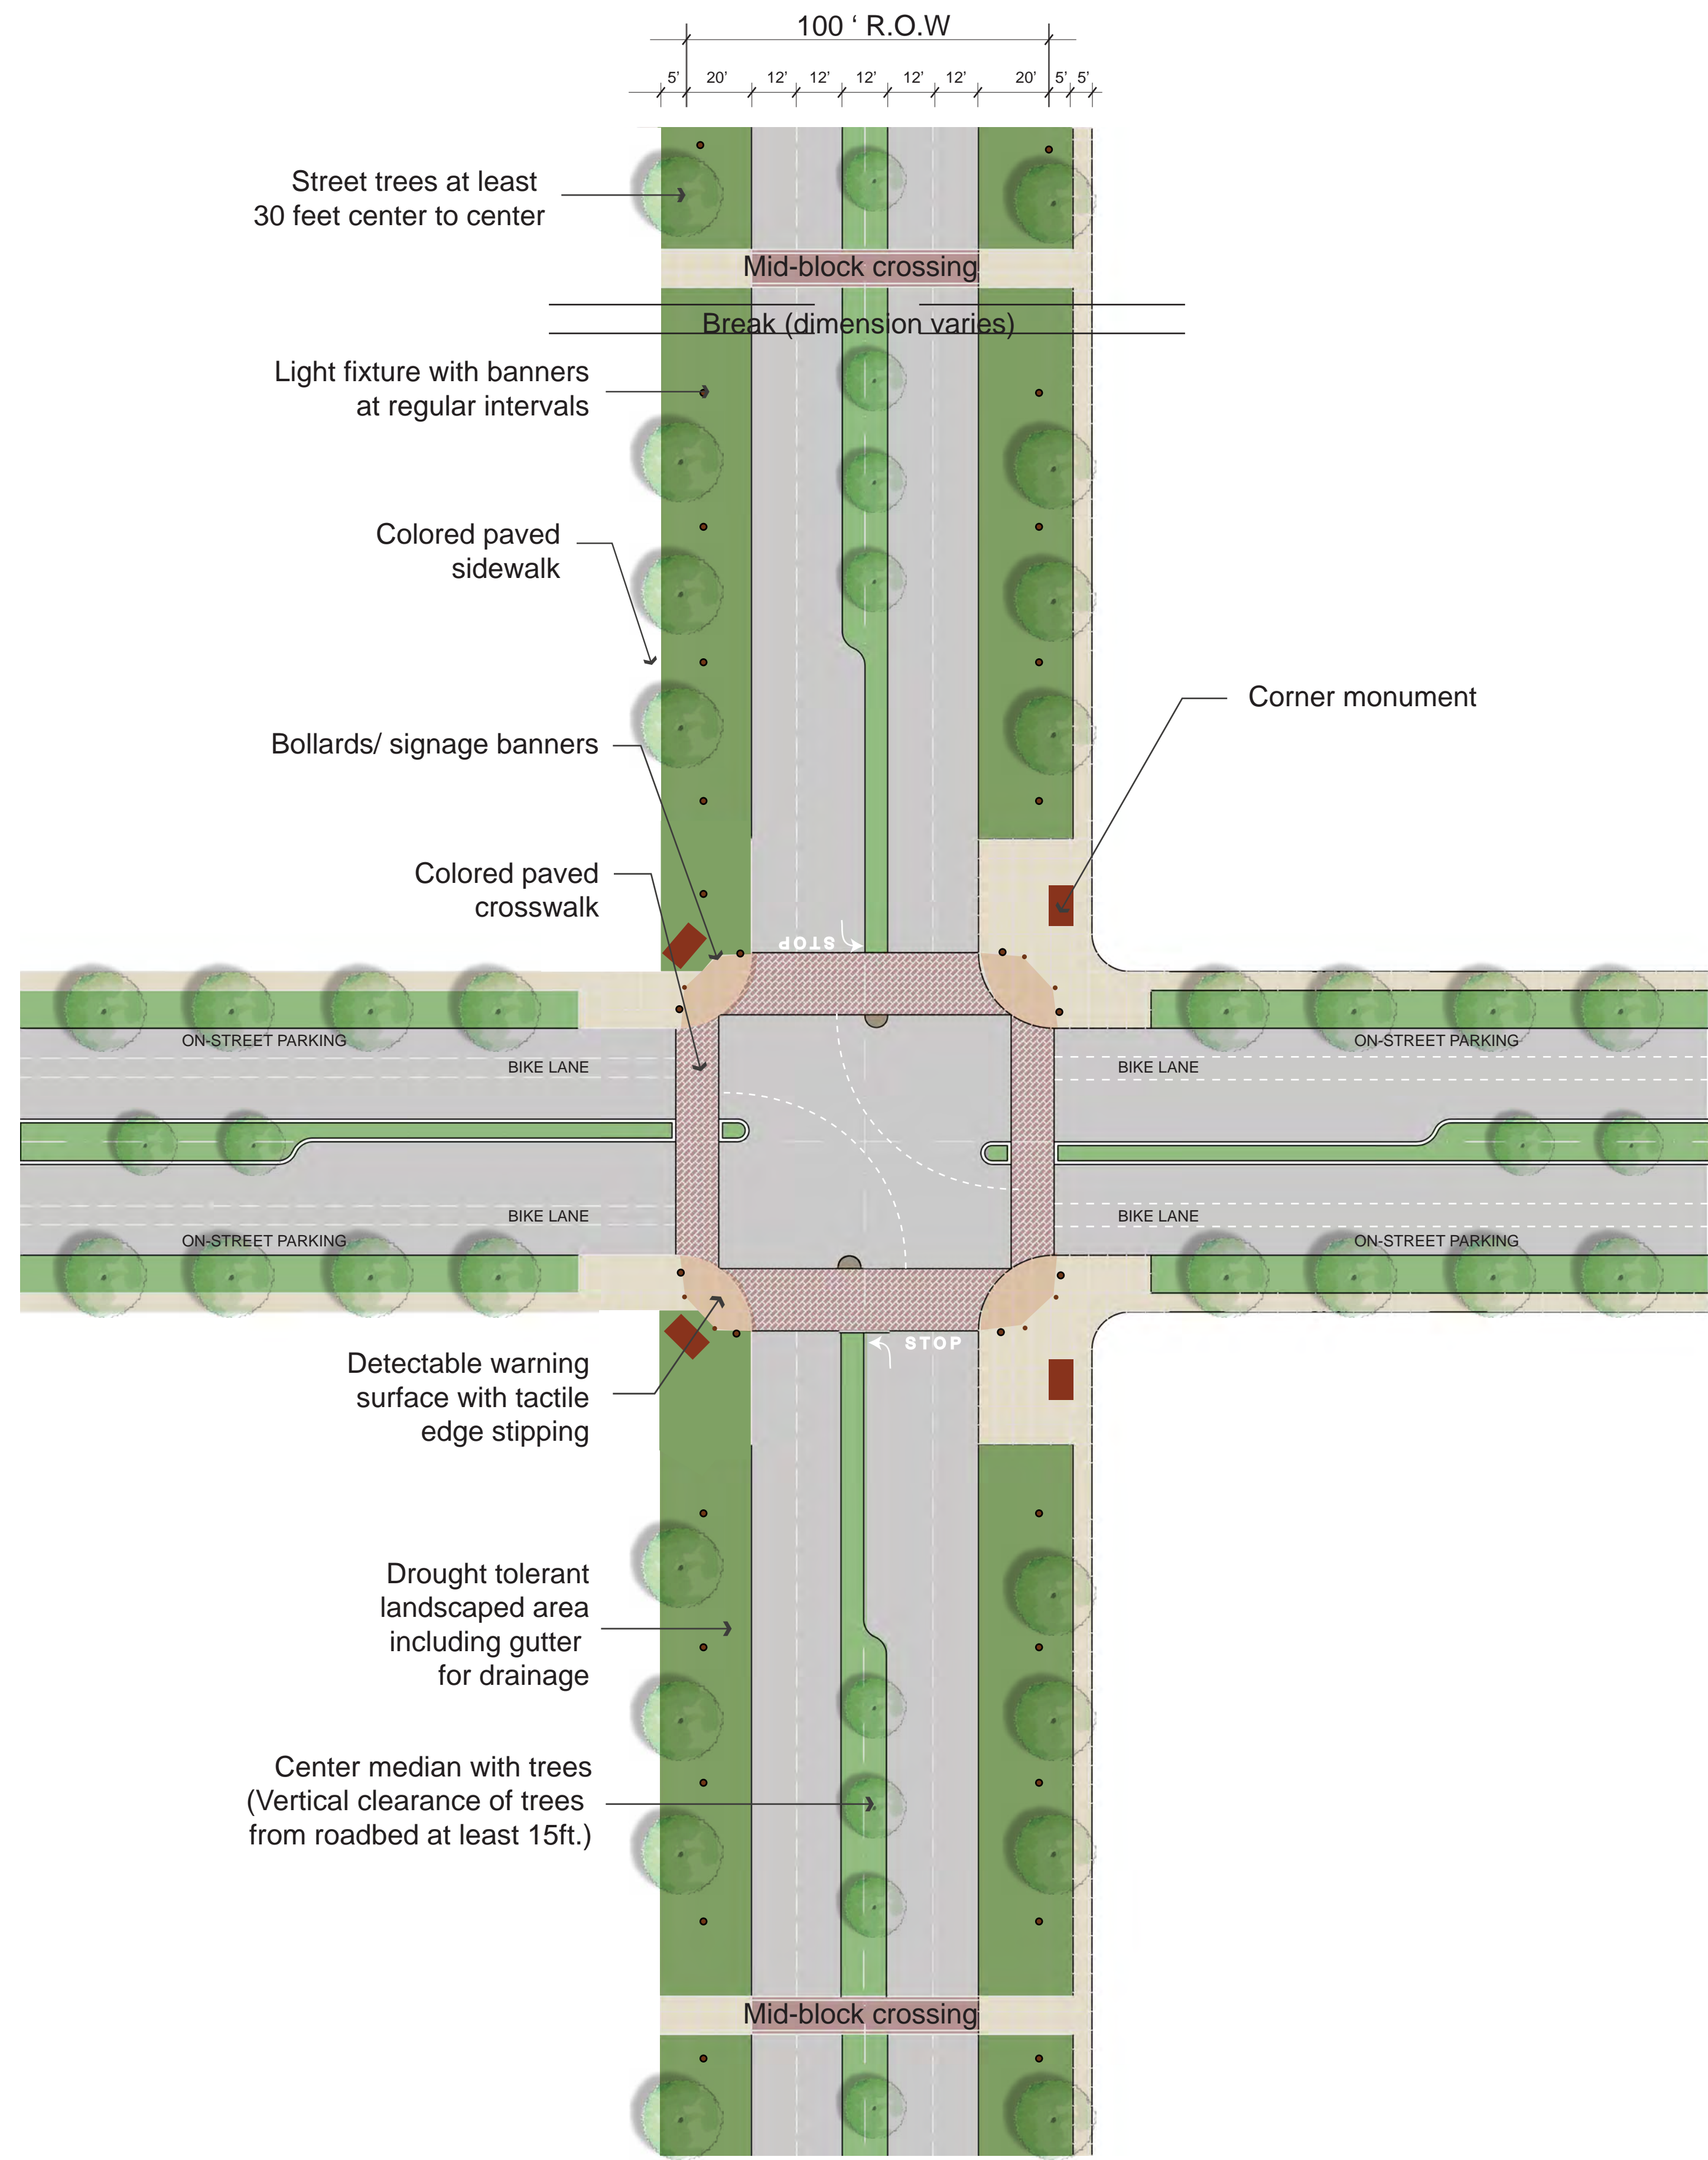 100 ‘ R.O.W
5’ 20’ 12’ 12’ 12’ 12’ 12’ 20’ 5’ 5’
Street trees at least
30 feet center to center
Mid-block crossing
Break (dimension varies)
Light fixture with banners
at regular intervals
Colored paved
sidewalk
Corner monument
Bollards/ signage banners
Colored paved
crosswalk
STOP
ON-STREET PARKING
ON-STREET PARKING
BIKE LANE
BIKE LANE
BIKE LANE
BIKE LANE
ON-STREET PARKING
ON-STREET PARKING
STOP
Detectable warning
surface with tactile
edge stipping
Drought tolerant
landscaped area
including gutter
for drainage
Center median with trees
(Vertical clearance of trees
from roadbed at least 15ft.)
Mid-block crossing